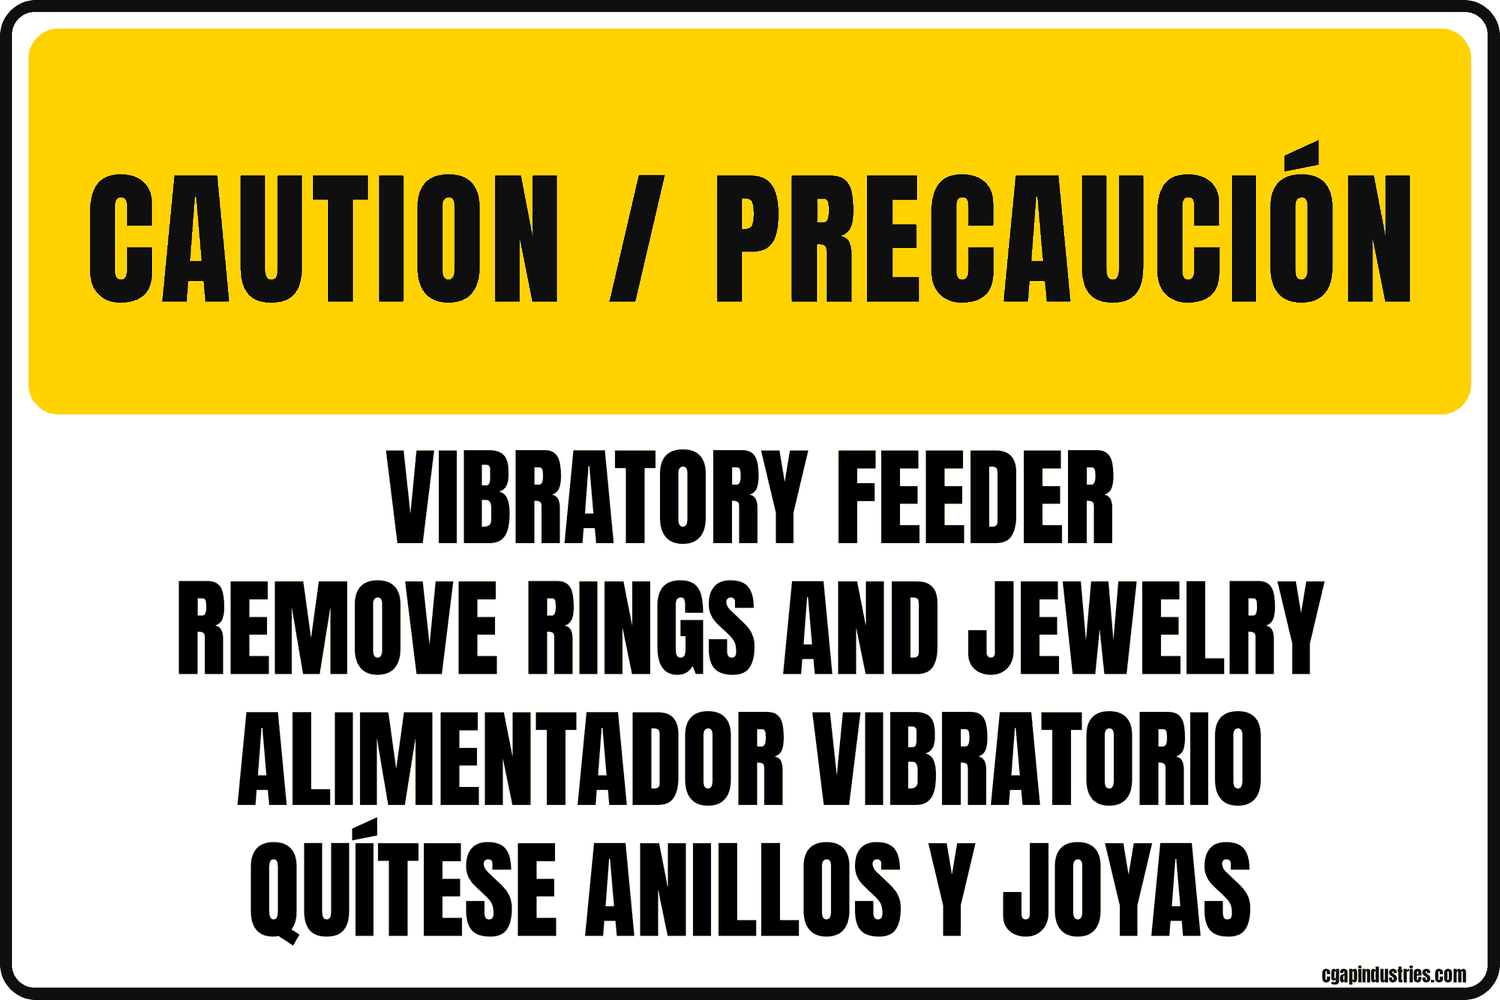 CAUTION / PRECAUCIÓN
VIBRATORY FEEDER
REMOVE RINGS AND JEWELRY
ALIMENTADOR VIBRATORIO
QUÍTESE ANILLOS Y JOYAS
cgapindustries.com